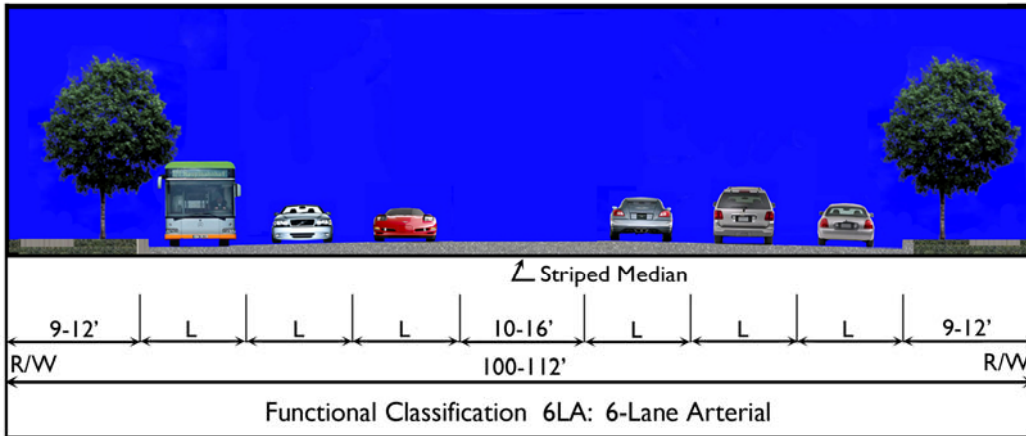 Striped Median
9-12' L L L 10-16' L L L 9-12'
R/W 100-112' R/W
Functional Classification 6LA: 6-Lane Arterial